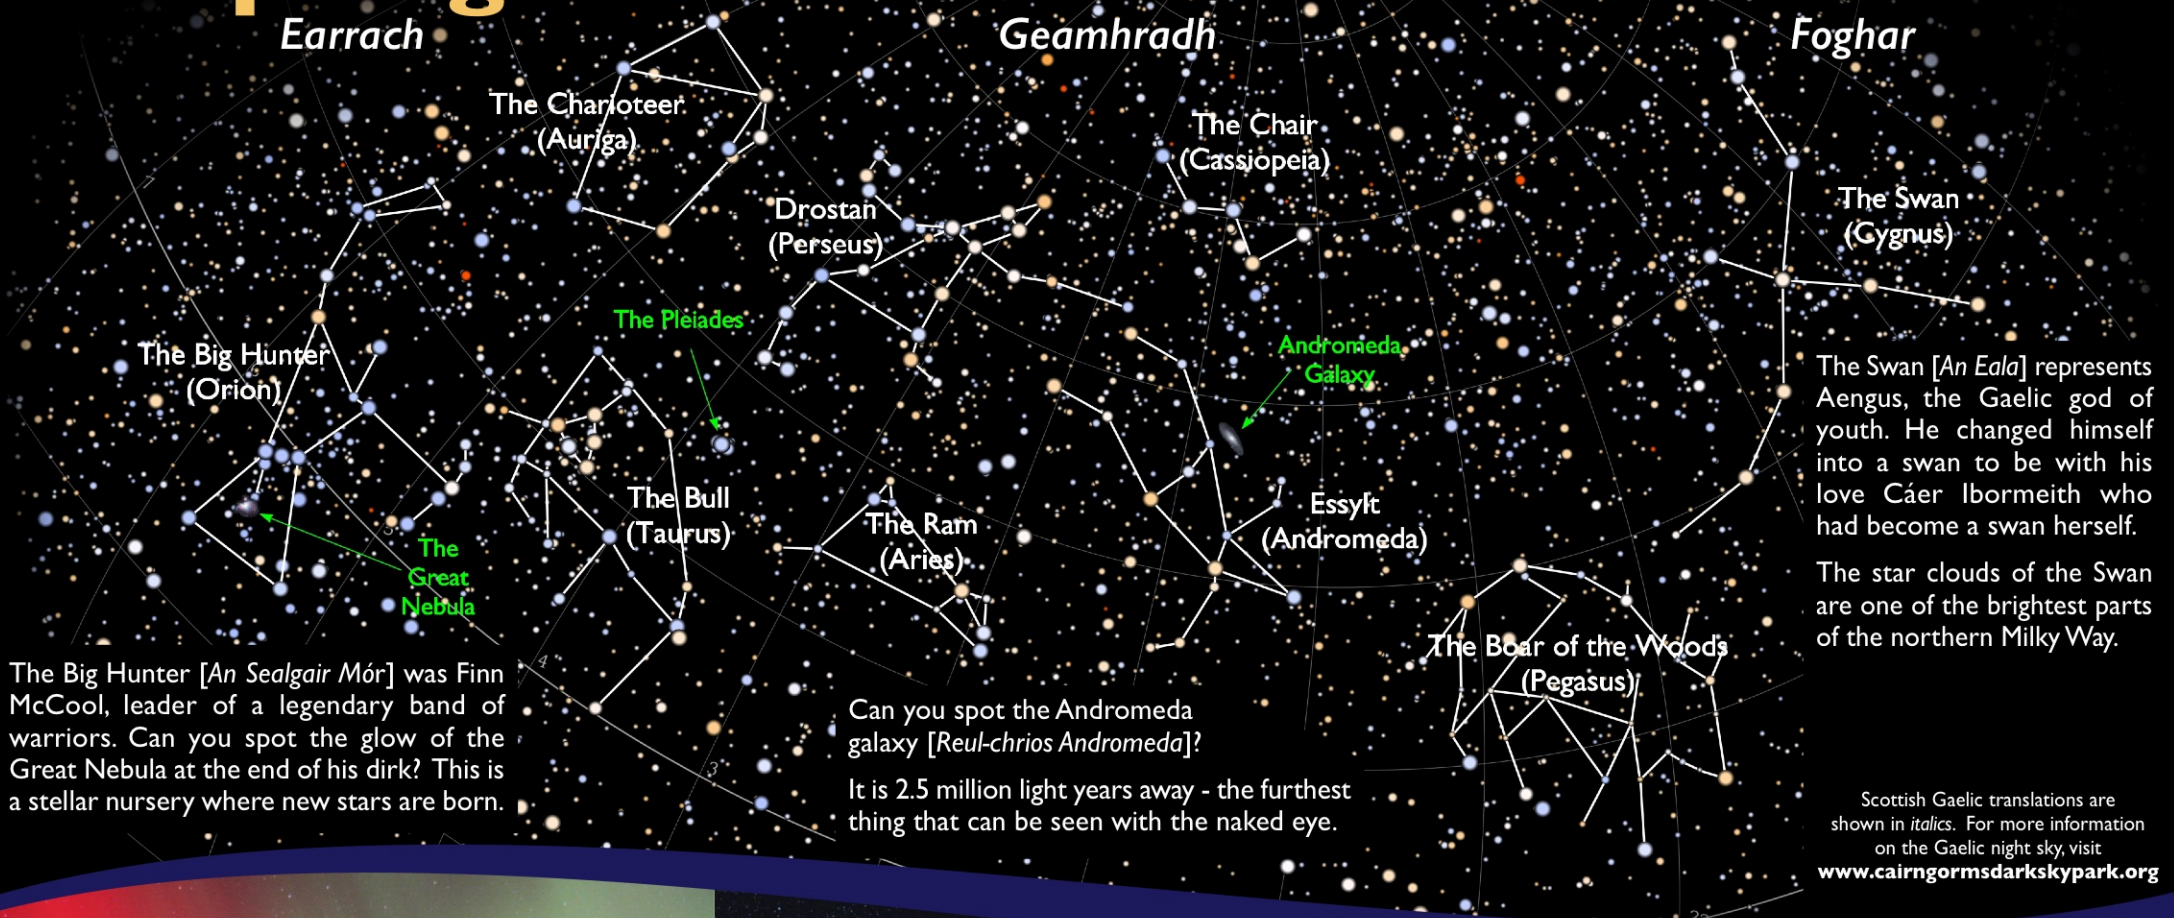 Earrach
Geamhradh
Foghar
The Charioteer
(Auriga)
The Chair
(Cassiopeia)
Drostan
(Perseus)
The Swan
(Cygnus)
The Pleiades
The Big Hunter
(Orion)
Andromeda
Galaxy
The Swan [An Eala] represents
Aengus, the Gaelic god of
youth. He changed himself
into a swan to be with his
love Cáer Ibormeith who
had become a swan herself.
The star clouds of the Swan
are one of the brightest parts
of the northern Milky Way.
The Bull
(Taurus)
The Ram
(Aries)
Essylt
(Andromeda)
The
Great
Nebula
The Boar of the Woods
(Pegasus)
The Big Hunter [An Sealgair Mór] was Finn
McCool, leader of a legendary band of
warriors. Can you spot the glow of the
Great Nebula at the end of his dirk? This is
a stellar nursery where new stars are born.
Can you spot the Andromeda
galaxy [Reul-chrios Andromeda]?
It is 2.5 million light years away - the furthest
thing that can be seen with the naked eye.
Scottish Gaelic translations are
shown in italics. For more information
on the Gaelic night sky, visit
www.cairngormsdarkskypark.org
7
5
4
3